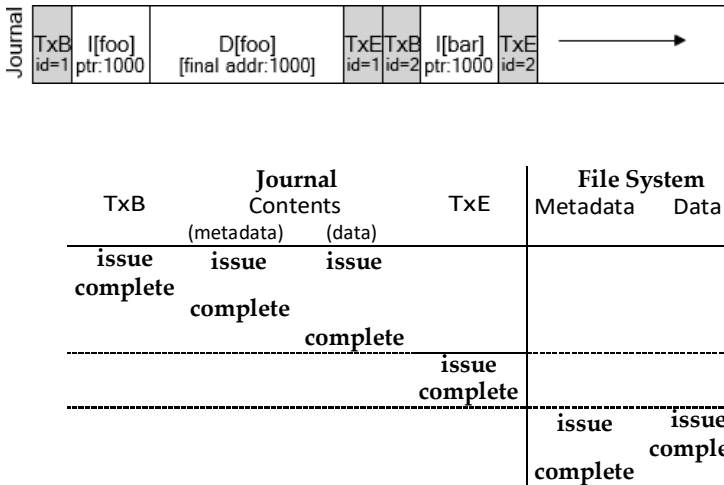 Journal
TxB I[foo] D[foo] TxE TxB I[bar] TxE
id=1 ptr:1000 [final addr:1000] id=1 id=2 ptr:1000 id=2
Journal File System
TxB Contents TxE Metadata Data
(metadata) (data)
issue issue issue
complete
complete
complete
issue
complete
issue issue
comple
complete